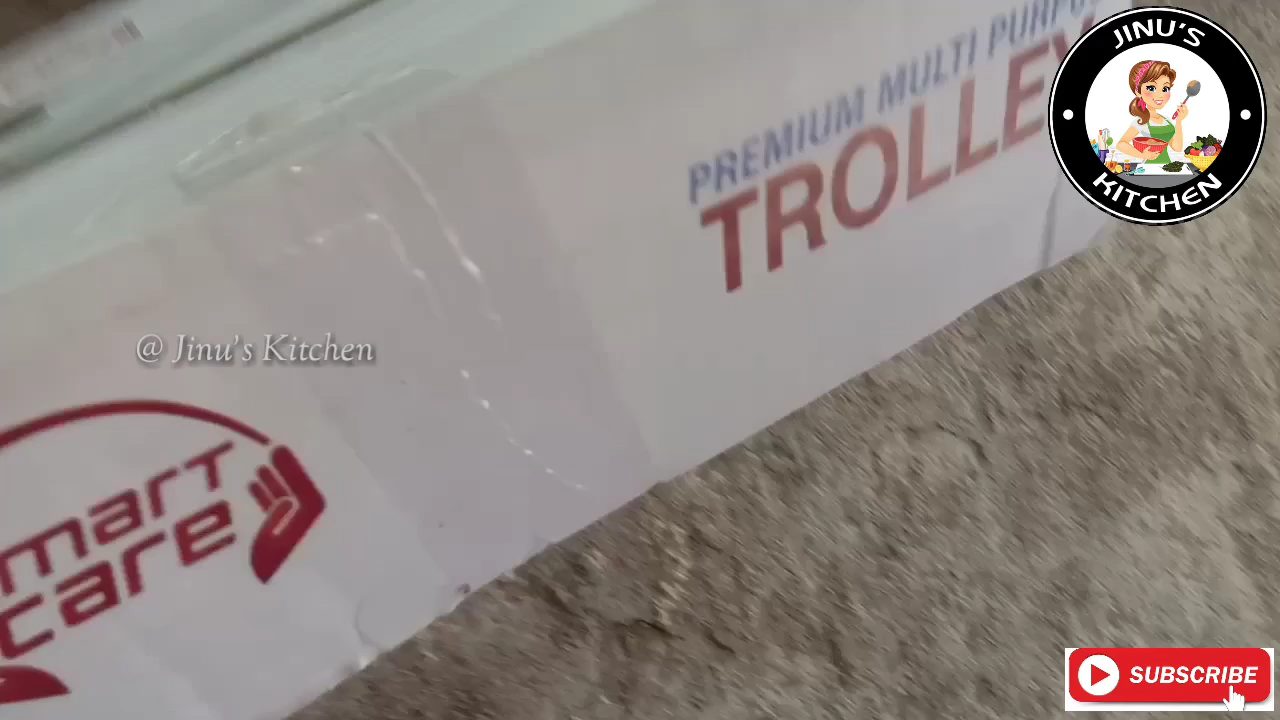 PREMIUM MULTI PURPO
TROLLEY
JINU'S
KITCHEN
@ Jinu's Kitchen
mart
care
SUBSCRIBE